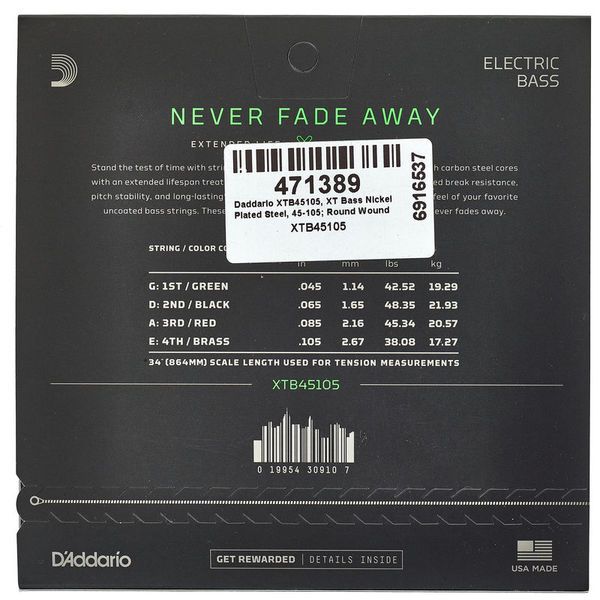 ELECTRIC
BASS
NEVER FADE AWAY
EXTENDED LIFE
Stand the test of time with
with an extended lifespan
pitch stability, and long-lasting
uncoated bass strings. These
h carbon steel cores
ed break resistance,
feel of your favorite
ever fades away.
471389
Daddario XTB45105, XT Bass Nickel
Plated Steel, 45-105; Round Wound
XTB45105
6916537
STRING / COLOR
in mm lbs kg
G: 1ST / GREEN .045 1.14 42.52 19.29
D: 2ND / BLACK .065 1.65 48.35 21.93
A: 3RD / RED .085 2.16 45.34 20.57
E: 4TH / BRASS .105 2.67 38.08 17.27
34" (864MM) SCALE LENGTH USED FOR TENSION MEASUREMENTS
XTB45105
0 19954 30910 7
D'Addario
GET REWARDED | DETAILS INSIDE
USA MADE